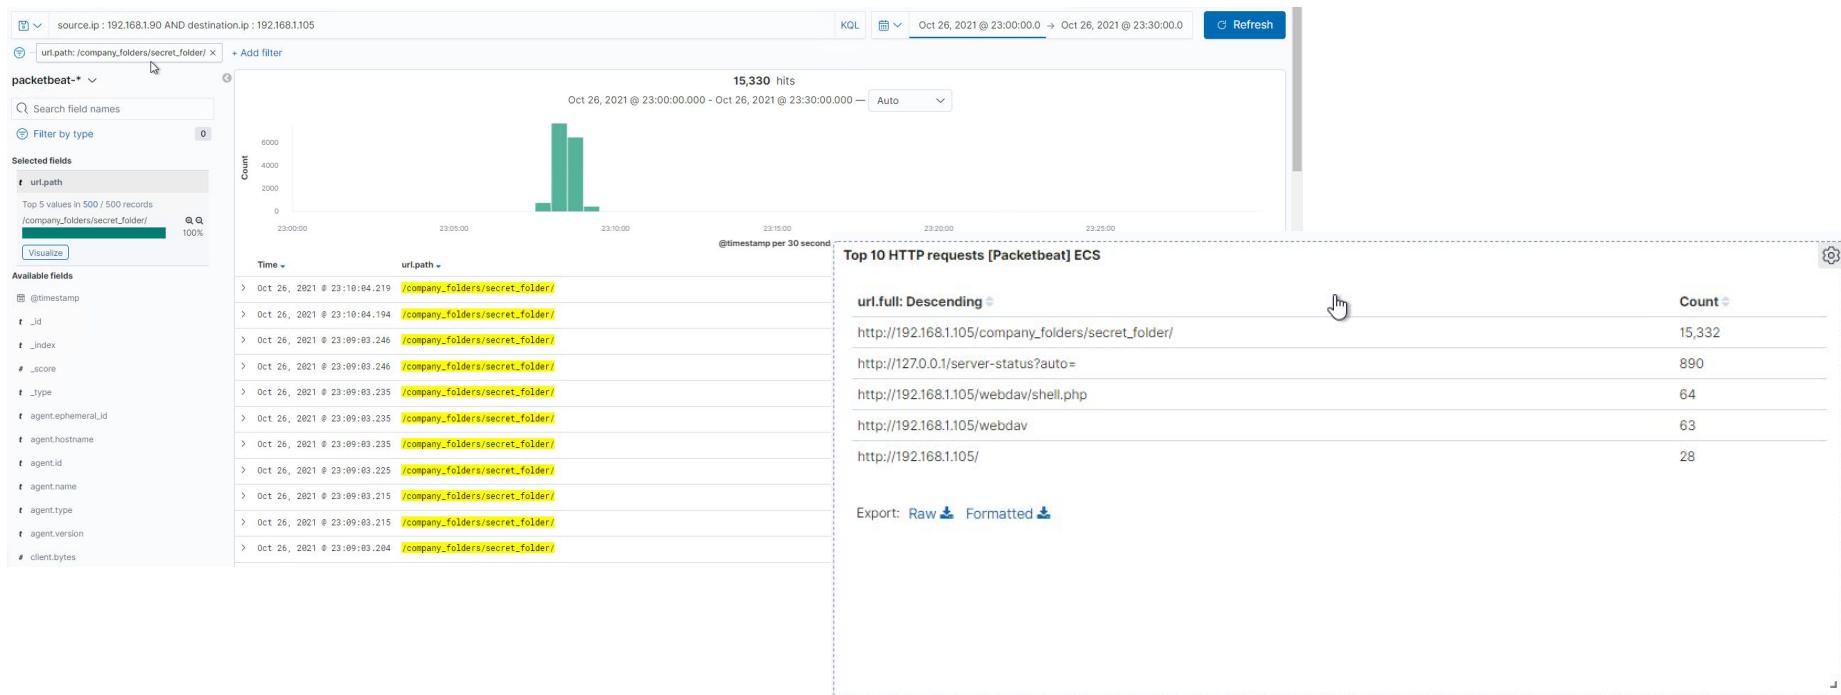 source.ip : 192.168.1.90 AND destination.ip : 192.168.1.105
KQL
Oct 26, 2021 @ 23:00:00.0 → Oct 26, 2021 @ 23:30:00.0
Refresh
url.path: /company_folders/secret_folder/ ×
+ Add filter
packetbeat-*
Search field names
Filter by type 0
Selected fields
t url.path
Top 5 values in 500 / 500 records
/company_folders/secret_folder/
100%
Visualize
Available fields
@timestamp
t _id
t _index
# _score
t _type
t agent.ephemeral_id
t agent.hostname
t agent.id
t agent.name
t agent.type
t agent.version
# client.bytes
15,330 hits
Oct 26, 2021 @ 23:00:00.000 - Oct 26, 2021 @ 23:30:00.000 — Auto
Count
6000
4000
2000
0
23:00:00 23:05:00 23:10:00 23:15:00 23:20:00 23:25:00
@timestamp per 30 second
Time url.path
Oct 26, 2021 @ 23:10:04.219 /company_folders/secret_folder/
Oct 26, 2021 @ 23:10:04.194 /company_folders/secret_folder/
Oct 26, 2021 @ 23:09:03.246 /company_folders/secret_folder/
Oct 26, 2021 @ 23:09:03.246 /company_folders/secret_folder/
Oct 26, 2021 @ 23:09:03.235 /company_folders/secret_folder/
Oct 26, 2021 @ 23:09:03.235 /company_folders/secret_folder/
Oct 26, 2021 @ 23:09:03.235 /company_folders/secret_folder/
Oct 26, 2021 @ 23:09:03.225 /company_folders/secret_folder/
Oct 26, 2021 @ 23:09:03.215 /company_folders/secret_folder/
Oct 26, 2021 @ 23:09:03.215 /company_folders/secret_folder/
Oct 26, 2021 @ 23:09:03.204 /company_folders/secret_folder/
Top 10 HTTP requests [Packetbeat] ECS
url.full: Descending Count
http://192.168.1.105/company_folders/secret_folder/ 15,332
http://127.0.0.1/server-status?auto= 890
http://192.168.1.105/webdav/shell.php 64
http://192.168.1.105/webdav 63
http://192.168.1.105/ 28
Export: Raw Formatted